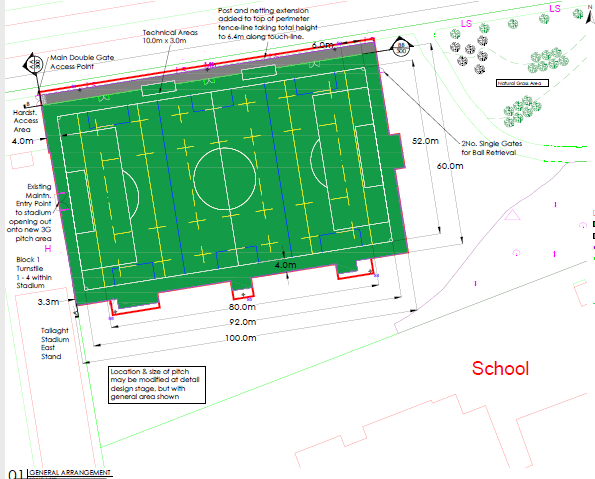 Post and netting extension
added to top of perimeter
fence-line taking total height
to 6.4m along touch-line.
Technical Areas
10.0m x 3.0m
6.0m
LS
LS
N
Main Double Gate
Access Point
Natural Grass Area
Hardst.
Access
Area
4.0m
2No. Single Gates
for Ball Retrieval
52.0m
60.0m
Existing
Maintn.
Entry Point
to stadium
opening out
onto new 3G
pitch area
H
Block 1
Turnstile
1 - 4 within
Stadium
4.0m
3.3m
80.0m
92.0m
100.0m
Tallaght
Stadium
East
Stand
Location & size of pitch
may be modified at detail
design stage, but with
general area shown
School
01 GENERAL ARRANGEMENT